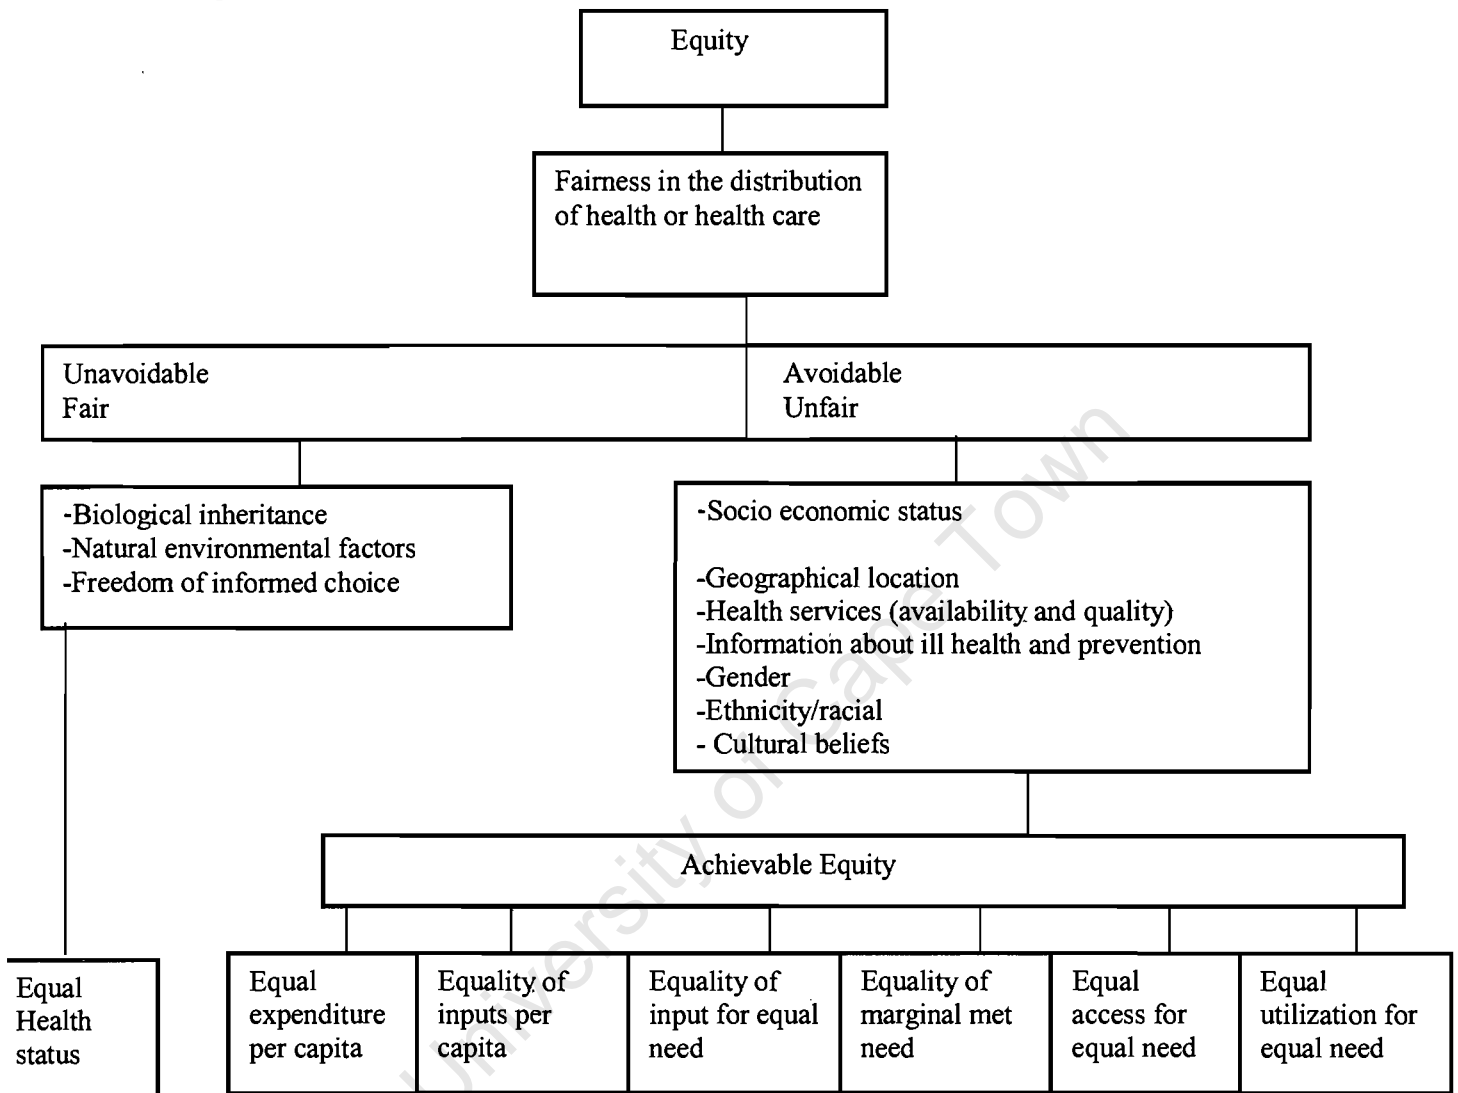 Equity
Fairness in the distribution
of health or health care
Unavoidable
Fair
Avoidable
Unfair
-Biological inheritance
-Natural environmental factors
-Freedom of informed choice
-Socio economic status
-Geographical location
-Health services (availability and quality)
-Information about ill health and prevention
-Gender
-Ethnicity/racial
- Cultural beliefs
Achievable Equity
Equal
Health
status
Equal
expenditure
per capita
Equality of
inputs per
capita
Equality of
input for equal
need
Equality of
marginal met
need
Equal
access for
equal need
Equal
utilization for
equal need
University of Cape Town